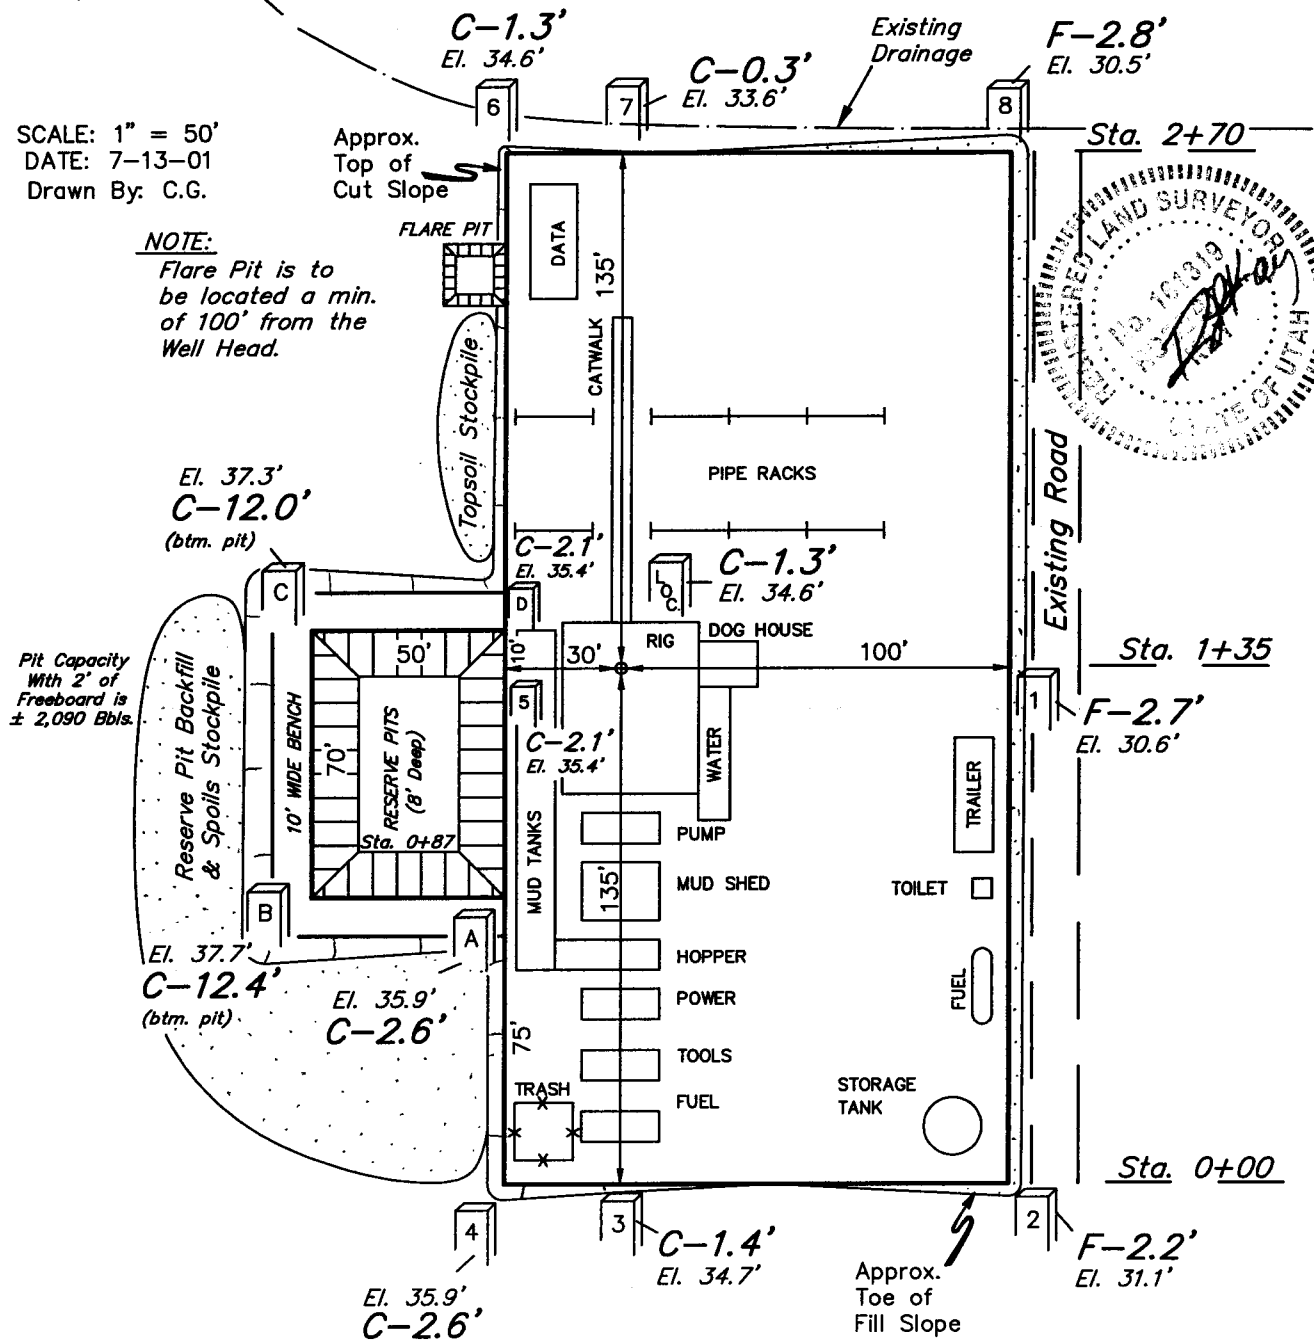 C-1.3'
El. 34.6'
C-0.3'
El. 33.6'
Existing
Drainage
F-2.8'
El. 30.5'
6
7
8
SCALE: 1" = 50'
DATE: 7-13-01
Drawn By: C.G.
Approx.
Top of
Cut Slope
Sta. 2+70
REGISTERED LAND SURVEYOR
No. 161319
STATE OF UTAH
NOTE:
Flare Pit is to
be located a min.
of 100' from the
Well Head.
FLARE PIT
DATA
135'
CATWALK
Topsoil Stockpile
PIPE RACKS
Existing Road
El. 37.3'
C-12.0'
(btm. pit)
C-2.1'
El. 35.4'
L
O
C.
C-1.3'
El. 34.6'
C
D
RIG
DOG HOUSE
50'
10'
30'
100'
Sta. 1+35
Pit Capacity
With 2' of
Freeboard is
± 2,090 Bbls.
Reserve Pit Backfill
& Spoils Stockpile
10' WIDE BENCH
70'
RESERVE PITS
(8' Deep)
Sta. 0+87
5
C-2.1'
El. 35.4'
WATER
TRAILER
1
F-2.7'
El. 30.6'
MUD TANKS
PUMP
135'
MUD SHED
TOILET
B
A
HOPPER
El. 37.7'
C-12.4'
(btm. pit)
El. 35.9'
C-2.6'
POWER
FUEL
75'
TOOLS
TRASH
FUEL
STORAGE
TANK
Sta. 0+00
4
3
2
C-1.4'
El. 34.7'
F-2.2'
El. 31.1'
El. 35.9'
C-2.6'
Approx.
Toe of
Fill Slope